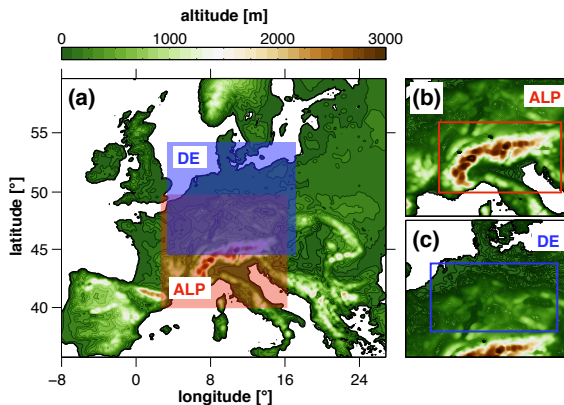 altitude [m]
0 1000 2000 3000
(a)
(b)
ALP
55
DE
latitude [°]
50
(c)
DE
45
ALP
40
−8 0 8 16 24
longitude [°]